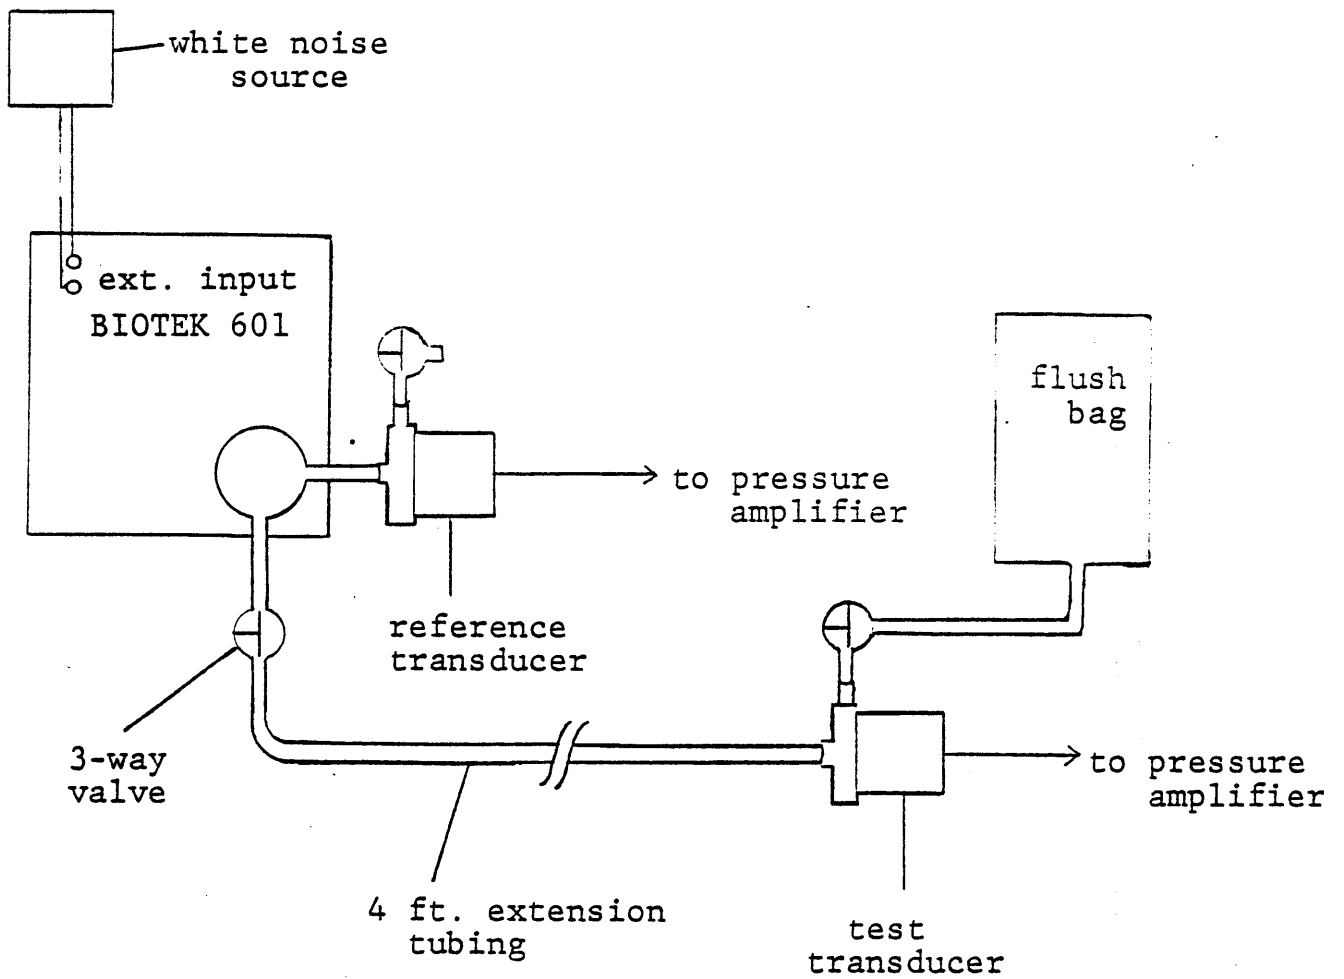 white noise
source
ext. input
BIOTEK 601
flush
bag
to pressure
amplifier
reference
transducer
3-way
valve
to pressure
amplifier
4 ft. extension
tubing
test
transducer